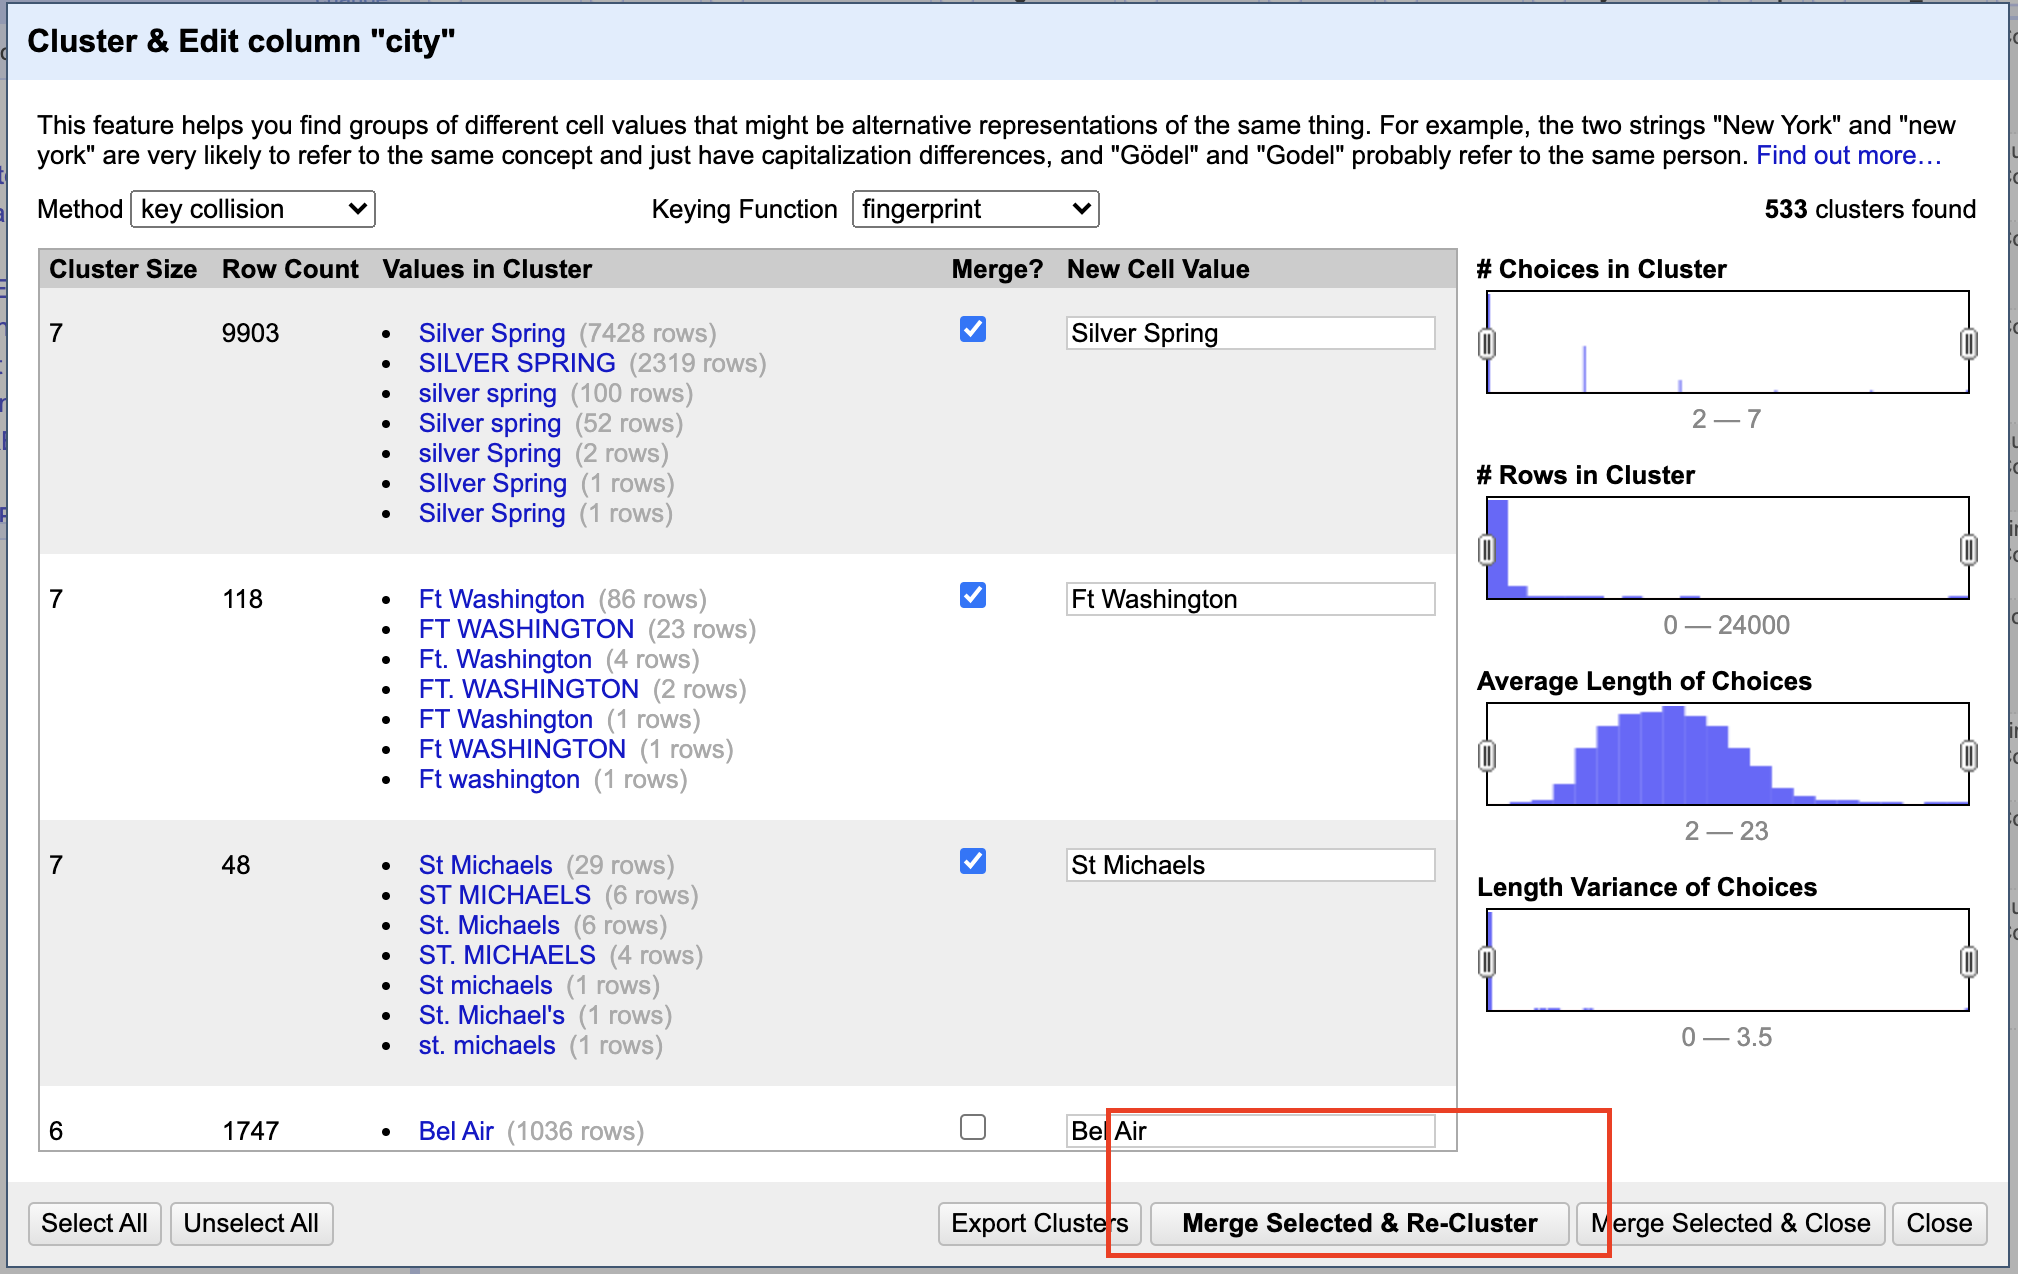 Cluster & Edit column "city"
This feature helps you find groups of different cell values that might be alternative representations of the same thing. For example, the two strings "New York" and "new
york" are very likely to refer to the same concept and just have capitalization differences, and "Gödel" and "Godel" probably refer to the same person. Find out more…
Method key collision Keying Function fingerprint 533 clusters found
Cluster Size Row Count Values in Cluster Merge? New Cell Value
7 9903 • Silver Spring (7428 rows) Silver Spring
• SILVER SPRING (2319 rows)
• silver spring (100 rows)
• Silver spring (52 rows)
• silver Spring (2 rows)
• SIlver Spring (1 rows)
• Silver Spring (1 rows)
7 118 • Ft Washington (86 rows) Ft Washington
• FT WASHINGTON (23 rows)
• Ft. Washington (4 rows)
• FT. WASHINGTON (2 rows)
• FT Washington (1 rows)
• Ft WASHINGTON (1 rows)
• Ft washington (1 rows)
7 48 • St Michaels (29 rows) St Michaels
• ST MICHAELS (6 rows)
• St. Michaels (6 rows)
• ST. MICHAELS (4 rows)
• St michaels (1 rows)
• St. Michael's (1 rows)
• st. michaels (1 rows)
6 1747 • Bel Air (1036 rows) Bel Air
# Choices in Cluster
2 — 7
# Rows in Cluster
0 — 24000
Average Length of Choices
2 — 23
Length Variance of Choices
0 — 3.5
Select All Unselect All Export Clusters Merge Selected & Re-Cluster Merge Selected & Close Close